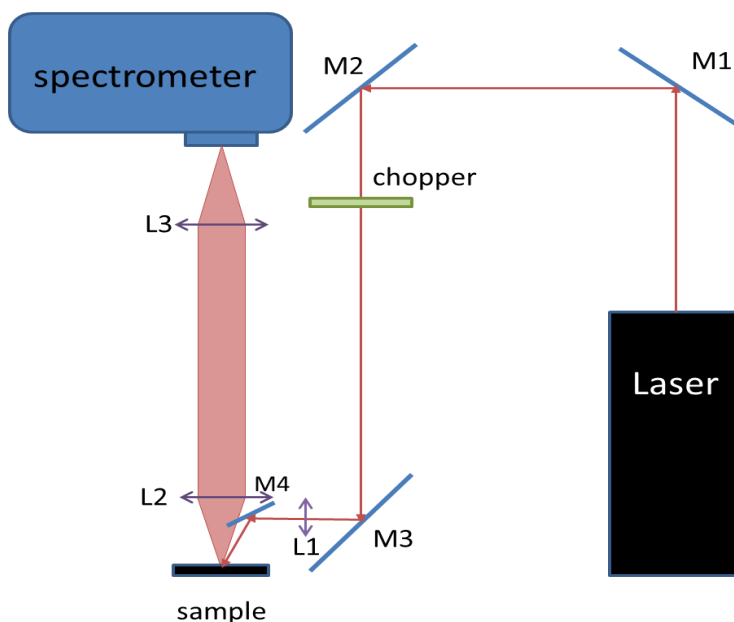 spectrometer
M2
M1
chopper
L3
Laser
L2
M4
L1
M3
sample